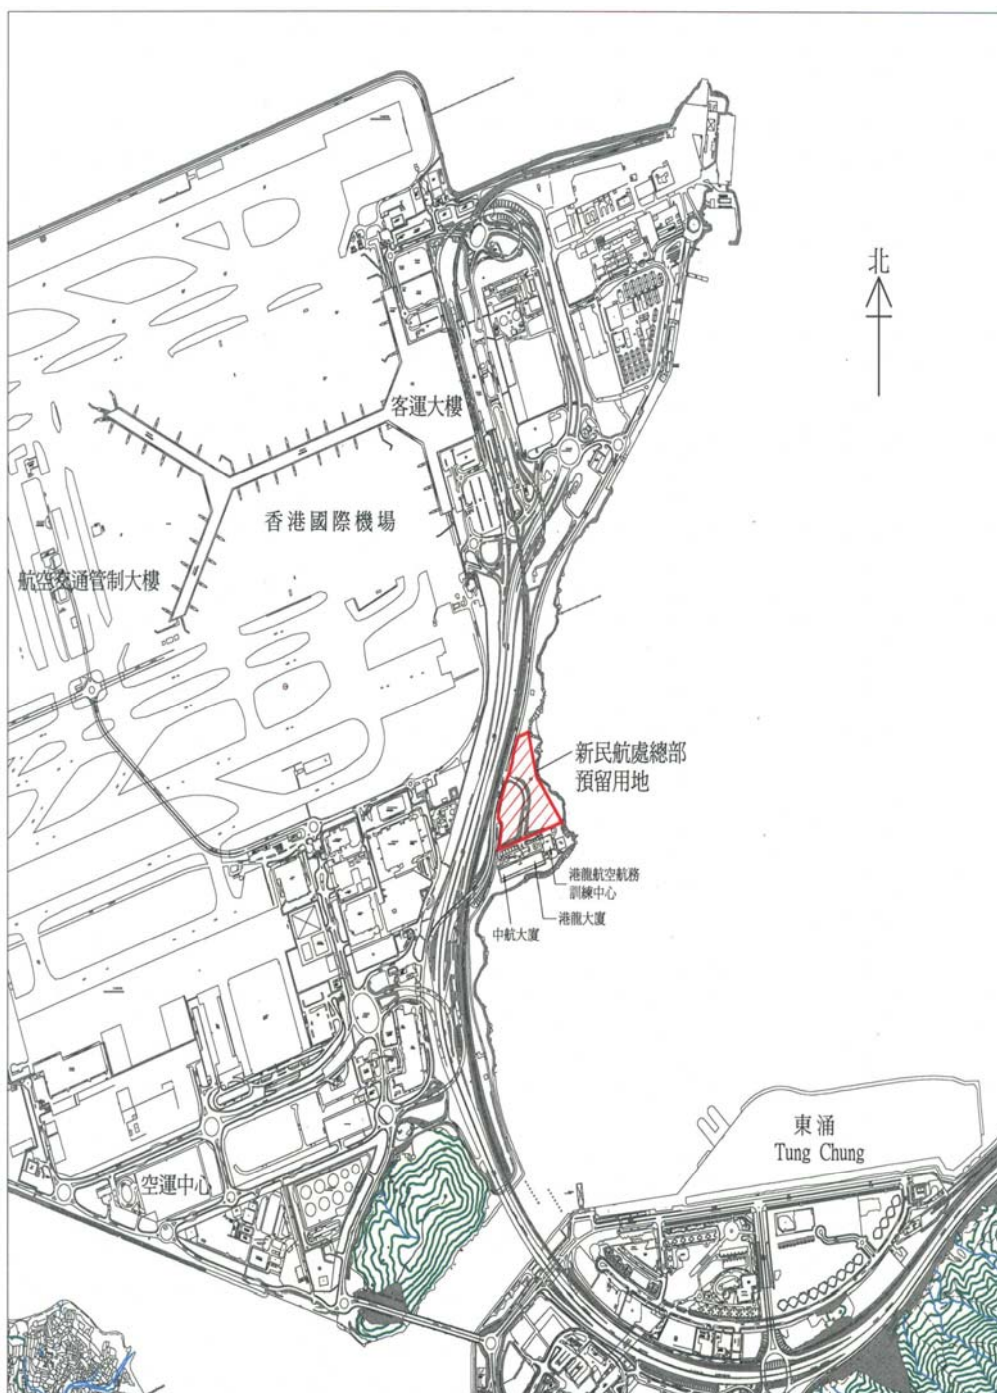 北
客運大樓
香港國際機場
航空交通管制大樓
新民航處總部
預留用地
港龍航空航務
訓練中心
港龍大廈
中航大廈
東涌
Tung Chung
空運中心